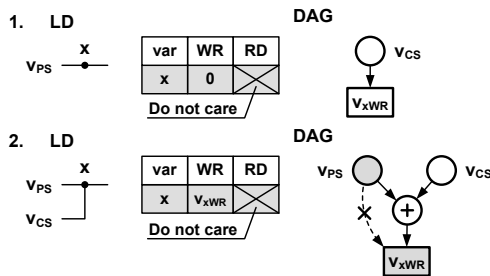 1. LD DAG
x
var WR RD
vPS
x 0
vCS
vxWR
Do not care
2. LD DAG
x
var WR RD
vPS
x vxWR
vCS
Do not care
vPS vCS
+
vxWR